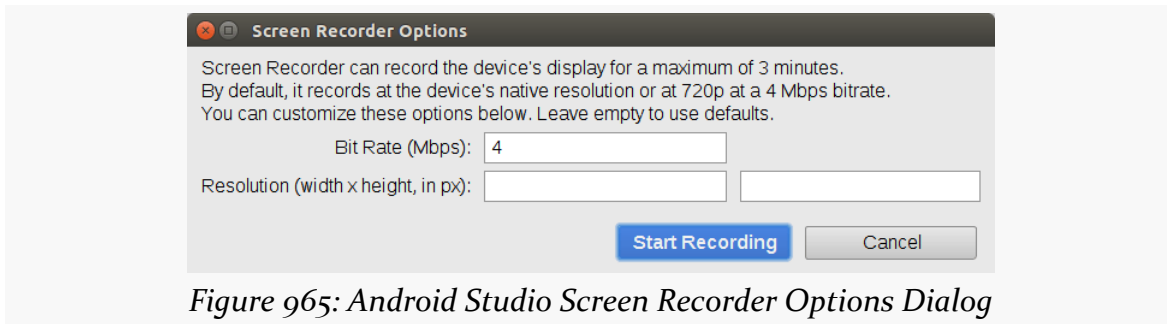 Screen Recorder Options
Screen Recorder can record the device's display for a maximum of 3 minutes.
By default, it records at the device's native resolution or at 720p at a 4 Mbps bitrate.
You can customize these options below. Leave empty to use defaults.
Bit Rate (Mbps): 4
Resolution (width x height, in px):
Start Recording Cancel
Figure 965: Android Studio Screen Recorder Options Dialog